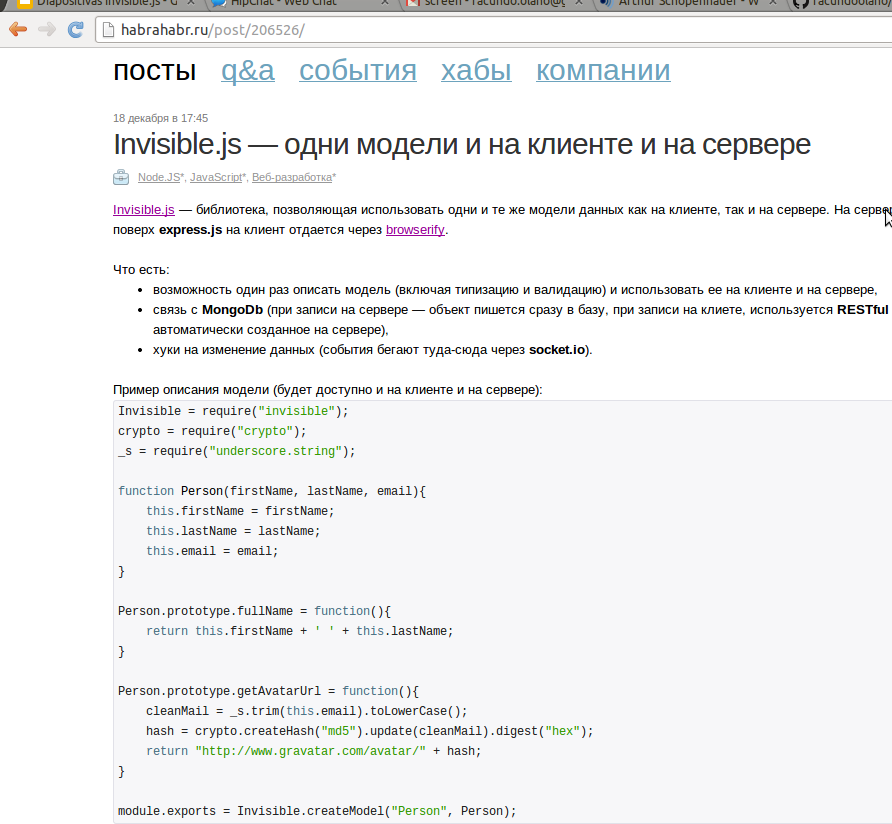 Diapositivas Invisible.js - G
HipChat - Web Chat
screen - facundo.olano@g
Arthur Schopenhauer - W
facundoolano/
habrahabr.ru/post/206526/
посты q&a события хабы компании
18 декабря в 17:45
Invisible.js — одни модели и на клиенте и на сервере
Node.JS*, JavaScript*, Веб-разработка*
Invisible.js — библиотека, позволяющая использовать одни и те же модели данных как на клиенте, так и на сервере. На
поверх express.js на клиент отдается через browserify.
Что есть:
• возможность один раз описать модель (включая типизацию и валидацию) и использовать ее на клиенте и на сервере,
• связь с MongoDb (при записи на сервере — объект пишется сразу в базу, при записи на клиете, используется RESTful
автоматически созданное на сервере),
• хуки на изменение данных (события бегают туда-сюда через socket.io).
Пример описания модели (будет доступно и на клиенте и на сервере):
Invisible = require("invisible");
crypto = require("crypto");
_s = require("underscore.string");
function Person(firstName, lastName, email){
    this.firstName = firstName;
    this.lastName = lastName;
    this.email = email;
}
Person.prototype.fullName = function(){
    return this.firstName + ' ' + this.lastName;
}
Person.prototype.getAvatarUrl = function(){
    cleanMail = _s.trim(this.email).toLowerCase();
    hash = crypto.createHash("md5").update(cleanMail).digest("hex");
    return "http://www.gravatar.com/avatar/" + hash;
}
module.exports = Invisible.createModel("Person", Person);